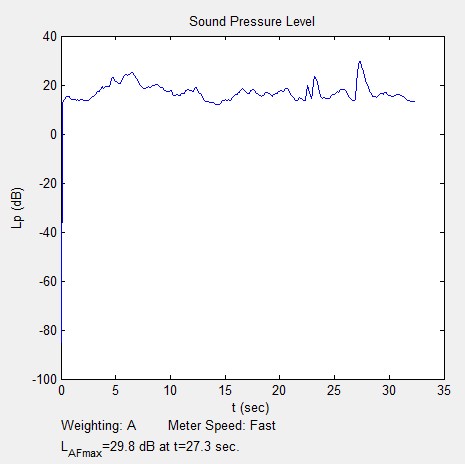 Sound Pressure Level
40
20
0
-20
-40
-60
-80
-100
Lp (dB)
0 5 10 15 20 25 30 35
t (sec)
Weighting: A Meter Speed: Fast
LAFmax=29.8 dB at t=27.3 sec.